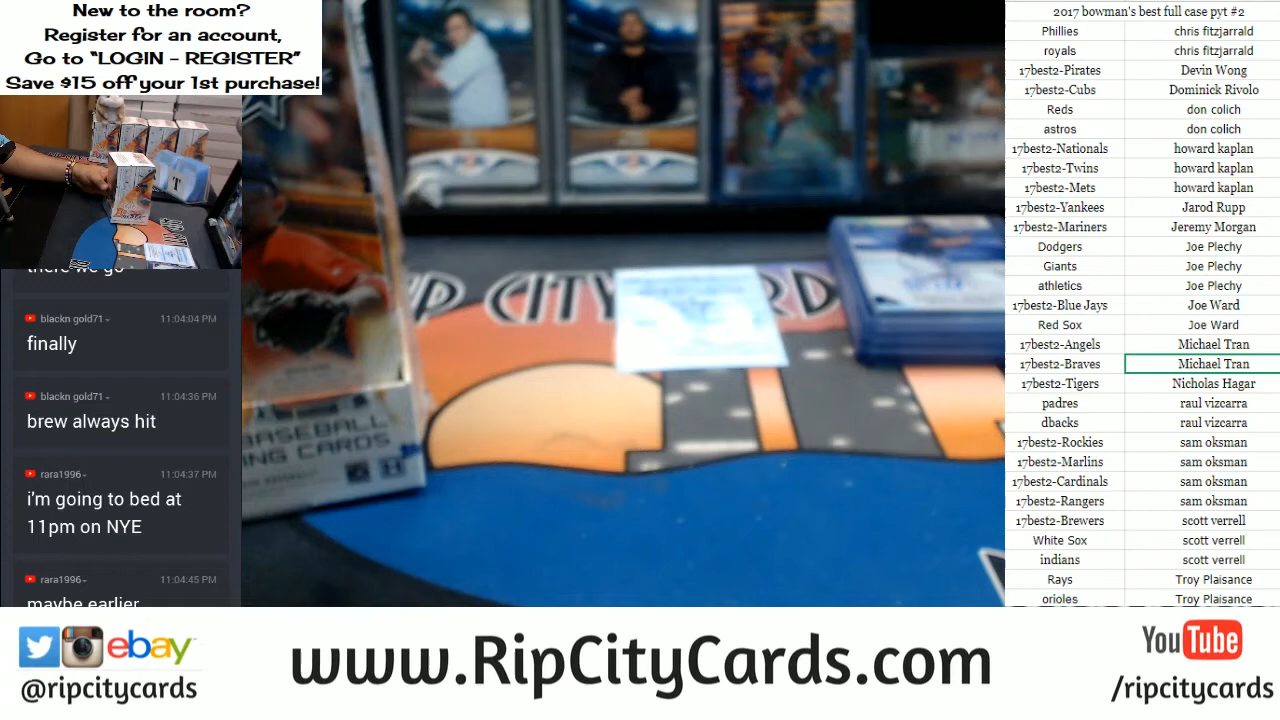 New to the room?
Register for an account,
Go to "LOGIN - REGISTER"
Save $15 off your 1st purchase!
there we go
blackn gold71
11:04:04 PM
finally
blackn gold71
11:04:36 PM
brew always hit
rara1996
11:04:37 PM
i'm going to bed at
11pm on NYE
rara1996
11:04:45 PM
maybe earlier
IP CITY
RD
BASEBALL
NG CARDS
2017 bowman's best full case pyt #2
Phillies chris fitzjarrald
royals chris fitzjarrald
17best2-Pirates Devin Wong
17best2-Cubs Dominick Rivolo
Reds don colich
astros don colich
17best2-Nationals howard kaplan
17best2-Twins howard kaplan
17best2-Mets howard kaplan
17best2-Yankees Jarod Rupp
17best2-Mariners Jeremy Morgan
Dodgers Joe Plechy
Giants Joe Plechy
athletics Joe Plechy
17best2-Blue Jays Joe Ward
Red Sox Joe Ward
17best2-Angels Michael Tran
17best2-Braves Michael Tran
17best2-Tigers Nicholas Hagar
padres raul vizcarra
dbacks raul vizcarra
17best2-Rockies sam oksman
17best2-Marlins sam oksman
17best2-Cardinals sam oksman
17best2-Rangers sam oksman
17best2-Brewers scott verrell
White Sox scott verrell
indians scott verrell
Rays Troy Plaisance
orioles Troy Plaisance
ebay
@ripcitycards
www.RipCityCards.com
YouTube
/ripcitycards